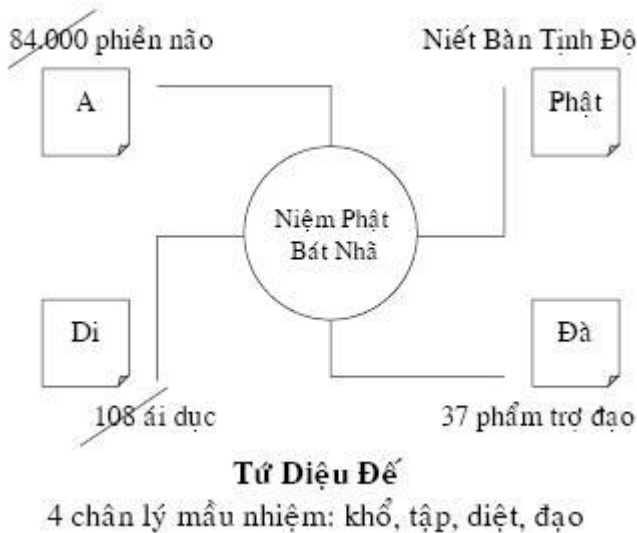 84.000 phiền não
Niết Bàn Tịnh Độ
A
Phật
Niệm Phật
Bát Nhã
Di
Đà
108 ái dục
37 phẩm trợ đạo
Tứ Diệu Đế
4 chân lý mầu nhiệm: khổ, tập, diệt, đạo